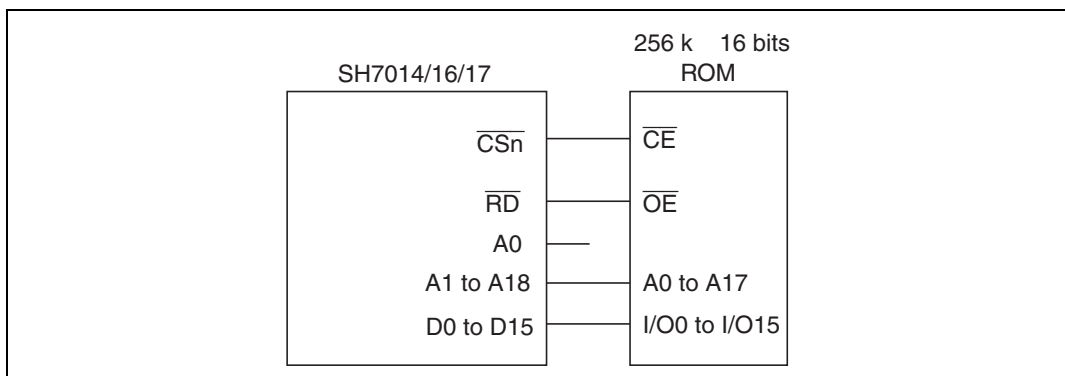 256 k 16 bits
SH7014/16/17 ROM
CSn CE
RD OE
A0
A1 to A18 A0 to A17
D0 to D15 I/O0 to I/O15